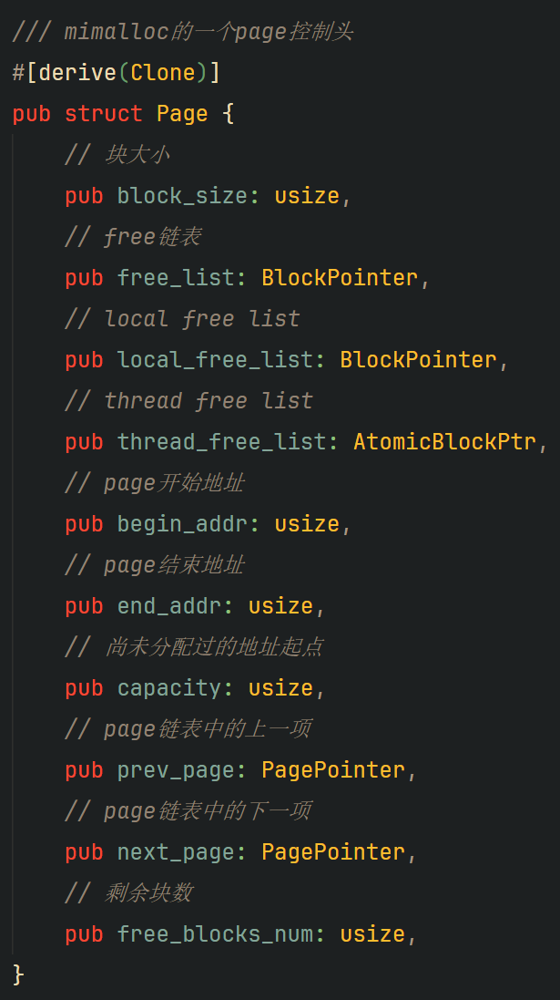 /// mimalloc的一个page控制头
#[derive(Clone)]
pub struct Page {
    // 块大小
    pub block_size: usize,
    // free链表
    pub free_list: BlockPointer,
    // local free list
    pub local_free_list: BlockPointer,
    // thread free list
    pub thread_free_list: AtomicBlockPtr,
    // page开始地址
    pub begin_addr: usize,
    // page结束地址
    pub end_addr: usize,
    // 尚未分配过的地址起点
    pub capacity: usize,
    // page链表中的上一项
    pub prev_page: PagePointer,
    // page链表中的下一项
    pub next_page: PagePointer,
    // 剩余块数
    pub free_blocks_num: usize,
}